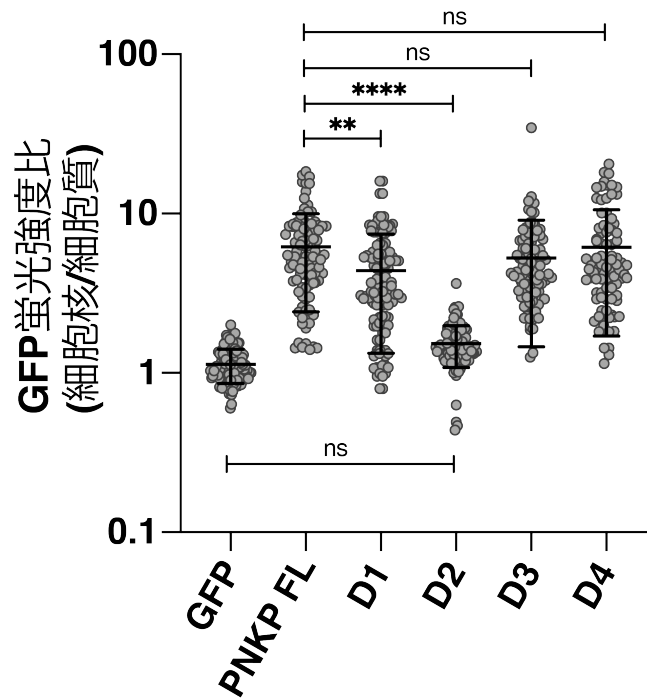 ns
ns
****
**
100
10
1
0.1
GFP蛍光強度比
(細胞核/細胞質)
ns
GFP
PNKP FL
D1
D2
D3
D4